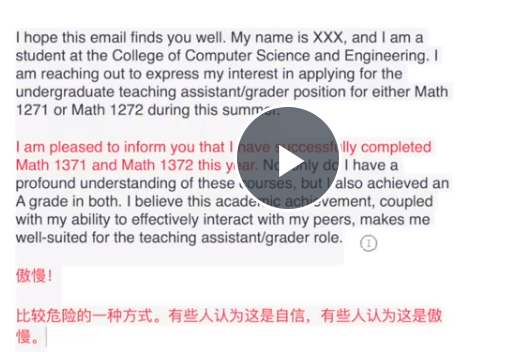 I hope this email finds you well. My name is XXX, and I am a
student at the College of Computer Science and Engineering. I
am reaching out to express my interest in applying for the
undergraduate teaching assistant/grader position for either Math
1271 or Math 1272 during this summer.
I am pleased to inform you that I have successfully completed
Math 1371 and Math 1372 this year. Not only do I have a
profound understanding of these courses, but I also achieved an
A grade in both. I believe this academic achievement, coupled
with my ability to effectively interact with my peers, makes me
well-suited for the teaching assistant/grader role.
傲慢！
比较危险的一种方式。有些人认为这是自信，有些人认为这是傲
慢。